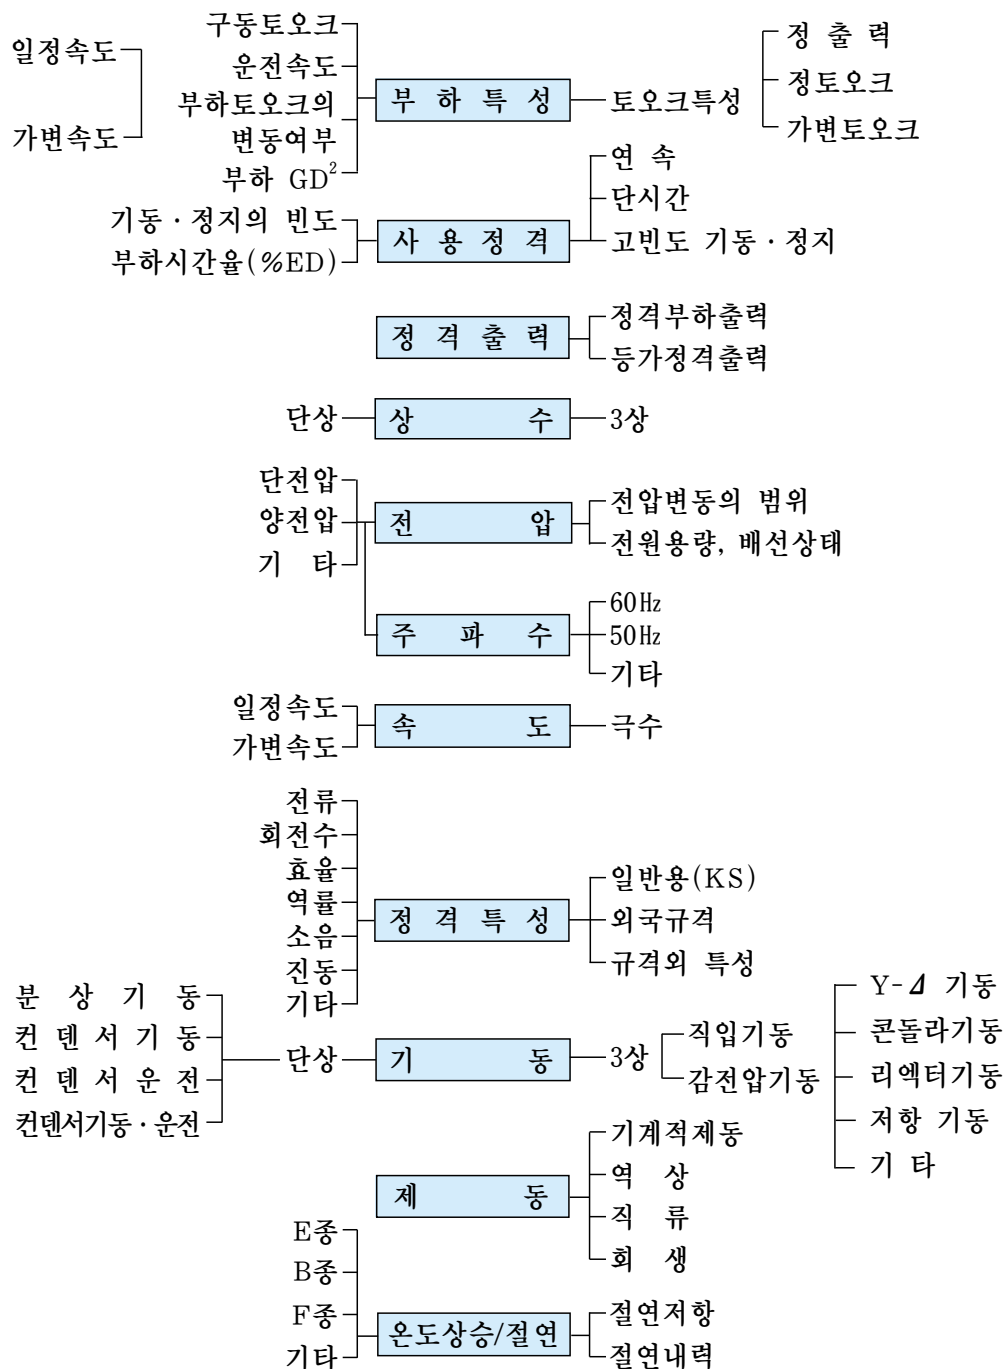 구동토오크
일정속도
운전속도
부하토오크의
변동여부
가변속도
부하 GD²
부 하 특 성
토오크특성
정 출 력
정토오크
가변토오크
기동·정지의 빈도
부하시간율(%ED)
사 용 정 격
연 속
단시간
고빈도 기동·정지
정 격 출 력
정격부하출력
등가정격출력
단상
상 수
3상
단전압
양전압
기 타
전 압
전압변동의 범위
전원용량, 배선상태
주 파 수
60Hz
50Hz
기타
일정속도
가변속도
속 도
극수
전류
회전수
효율
역률
소음
진동
기타
정 격 특 성
일반용(KS)
외국규격
규격외 특성
분 상 기 동
컨 덴 서 기 동
컨 덴 서 운 전
컨덴서기동·운전
단상
기 동
3상
직입기동
감전압기동
Y-Δ 기동
콘돌라기동
리액터기동
저항 기동
기 타
제 동
기계적제동
역 상
직 류
회 생
E종
B종
F종
기타
온도상승/절연
절연저항
절연내력